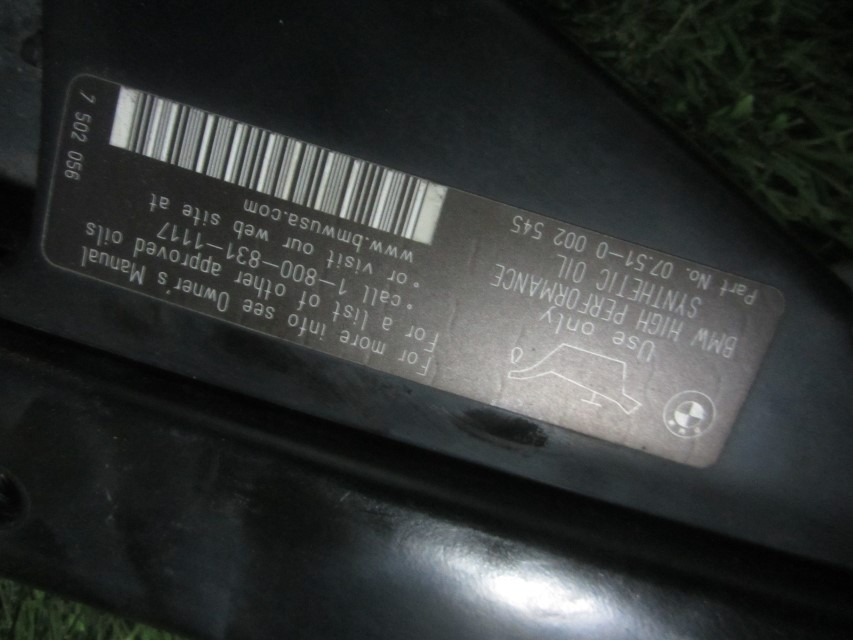 Use only
BMW HIGH PERFORMANCE
SYNTHETIC OIL
Part No. 07.51-0 002 545
For more info see Owner's Manual
For a list of other approved oils
• call 1-800-831-1117
• or visit our web site at
www.bmwusa.com
7 502 056